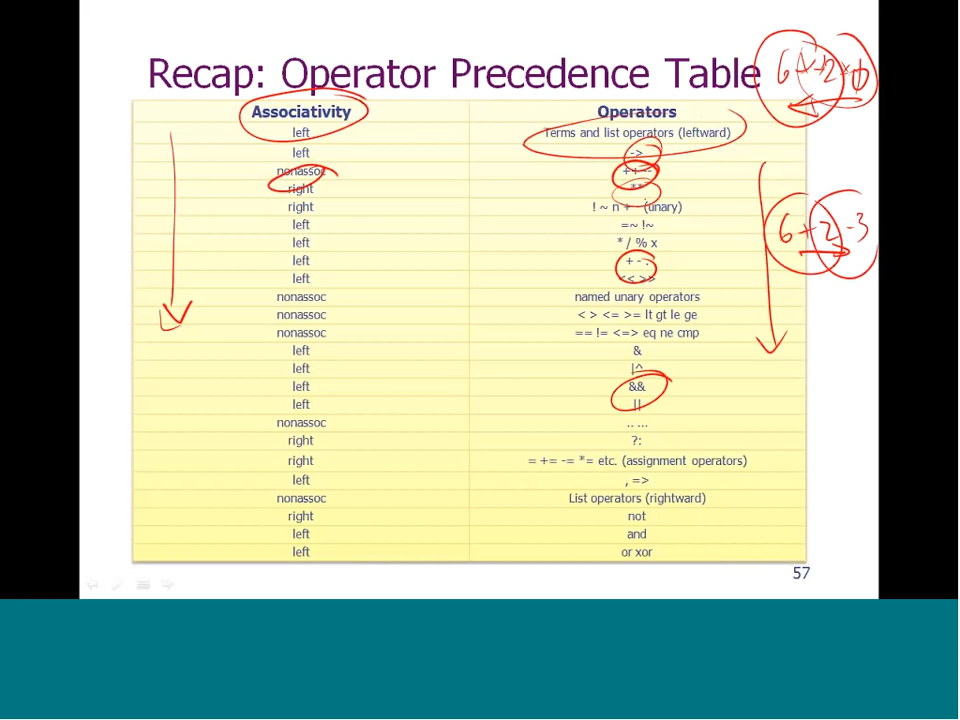 Recap: Operator Precedence Table
Associativity Operators
left Terms and list operators (leftward)
left ->
nonassoc ++ --
right **
right ! ~ n + - (unary)
left =~ !~
left * / % x
left + - .
left << >>
nonassoc named unary operators
nonassoc < > <= >= lt gt le ge
nonassoc == != <=> eq ne cmp
left &
left |^
left &&
left ||
nonassoc .. ...
right ?:
right = += -= *= etc. (assignment operators)
left , =>
nonassoc List operators (rightward)
right not
left and
left or xor
57
6+2-3